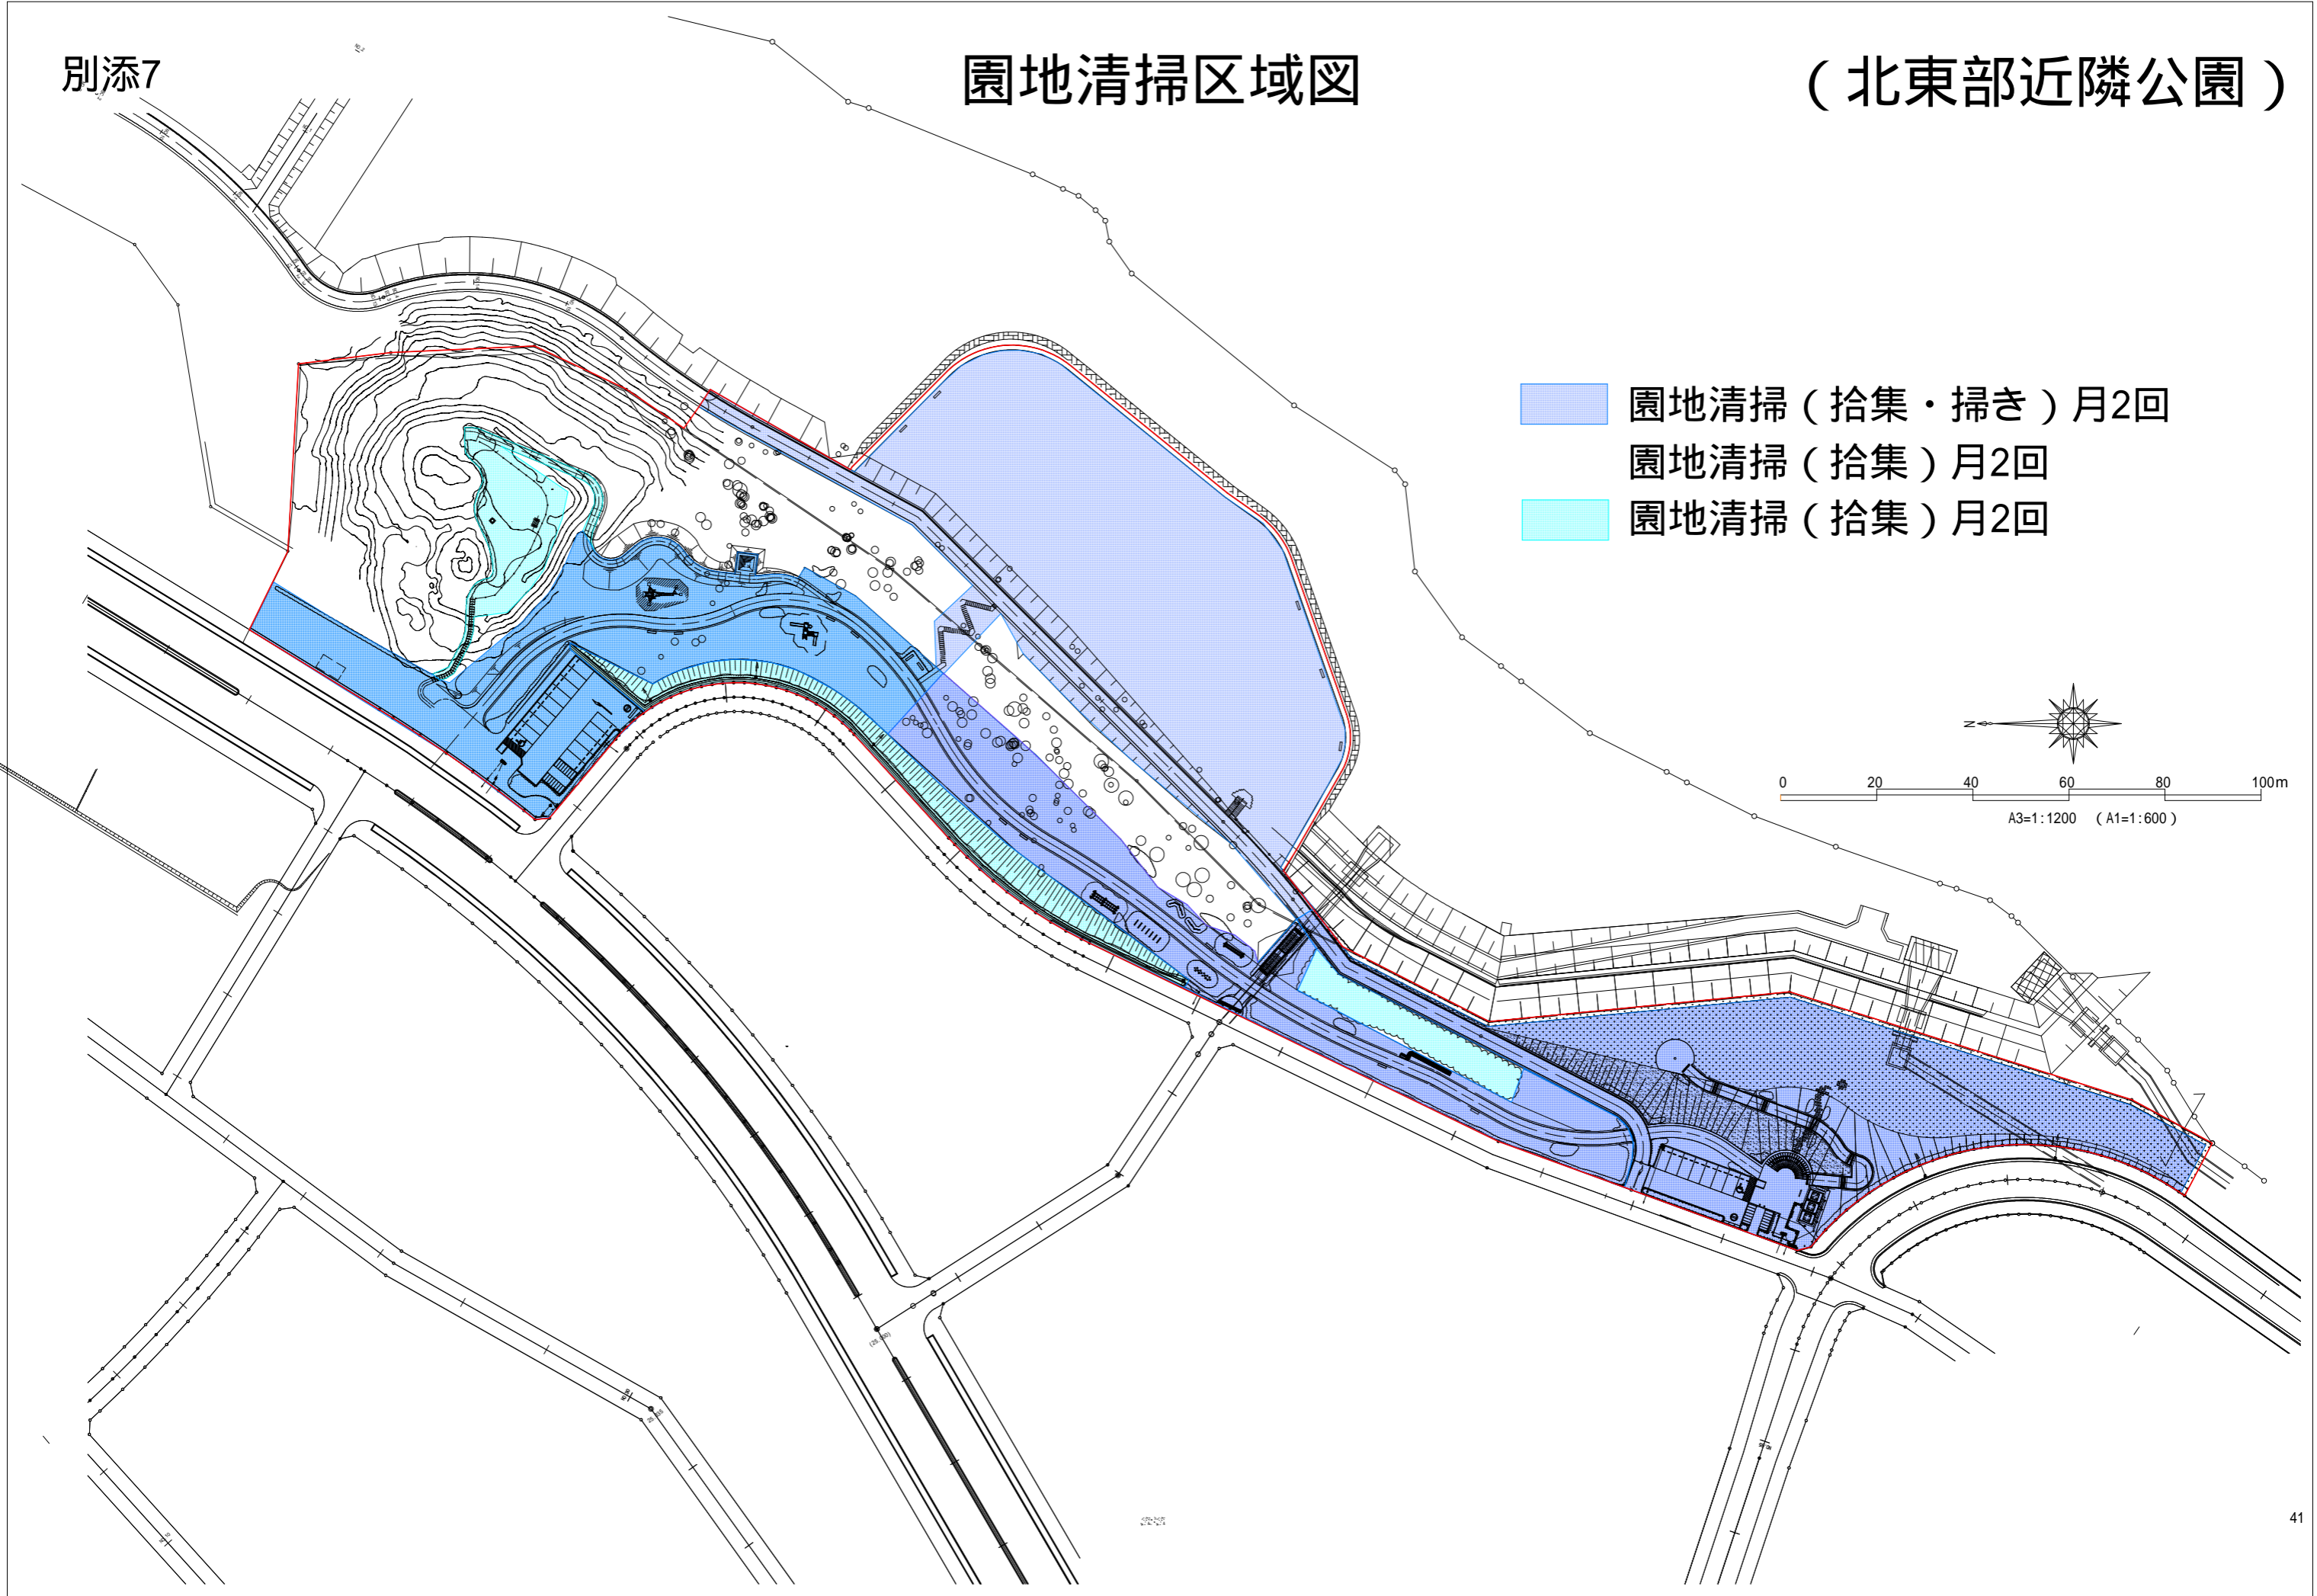 別添7
園地清掃区域図
（北東部近隣公園）
園地清掃（拾集・掃き）月2回
園地清掃（拾集）月2回
園地清掃（拾集）月2回
N
0 20 40 60 80 100m
A3=1:1200 （A1=1:600）
41